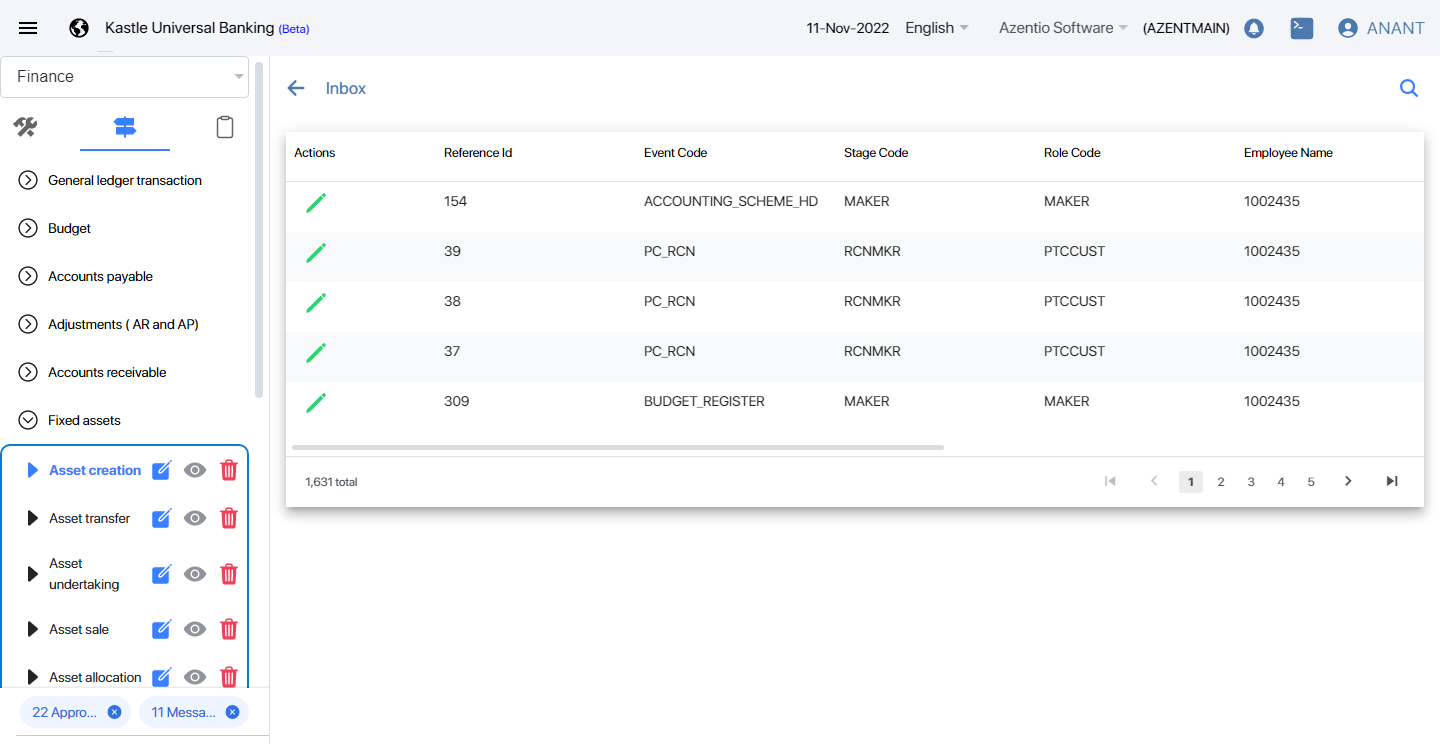 Kastle Universal Banking (Beta) 11-Nov-2022 English Azentio Software (AZENTMAIN) >_ ANANT
Finance
General ledger transaction
Budget
Accounts payable
Adjustments ( AR and AP)
Accounts receivable
Fixed assets
Asset creation
Asset transfer
Asset
undertaking
Asset sale
Asset allocation
22 Appro... 11 Messa...
Inbox
Actions Reference Id Event Code Stage Code Role Code Employee Name
154 ACCOUNTING_SCHEME_HD MAKER MAKER 1002435
39 PC_RCN RCNMKR PTCCUST 1002435
38 PC_RCN RCNMKR PTCCUST 1002435
37 PC_RCN RCNMKR PTCCUST 1002435
309 BUDGET_REGISTER MAKER MAKER 1002435
1,631 total 1 2 3 4 5